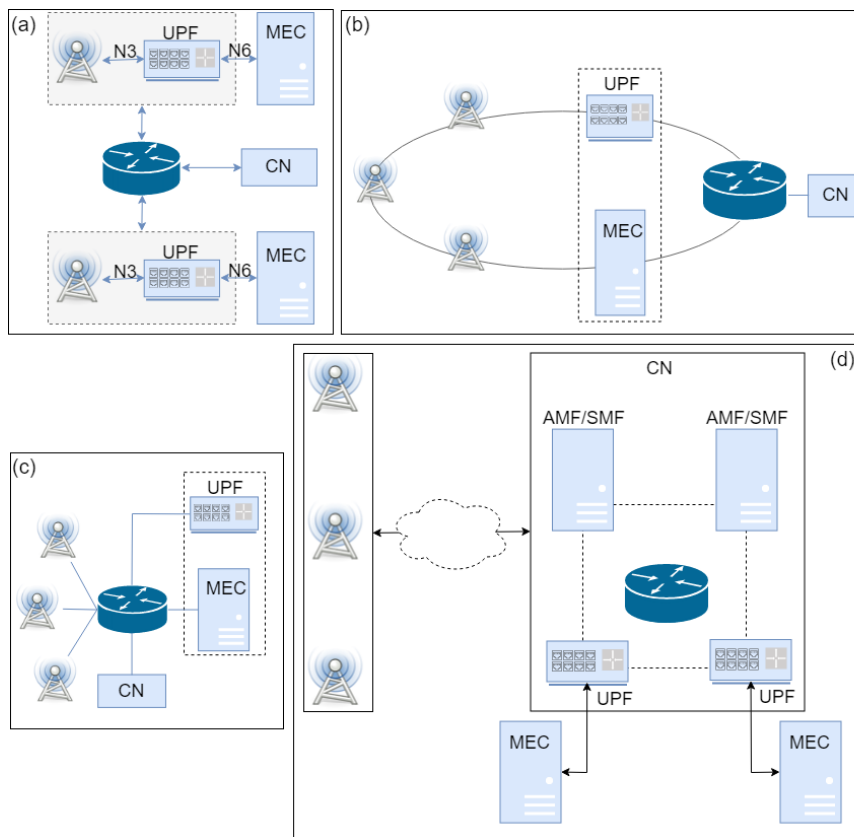 (a)
UPF
MEC
N3
N6
CN
UPF
MEC
N3
N6
(b)
UPF
MEC
CN
(c)
UPF
MEC
CN
(d)
CN
AMF/SMF
AMF/SMF
UPF
UPF
MEC
MEC